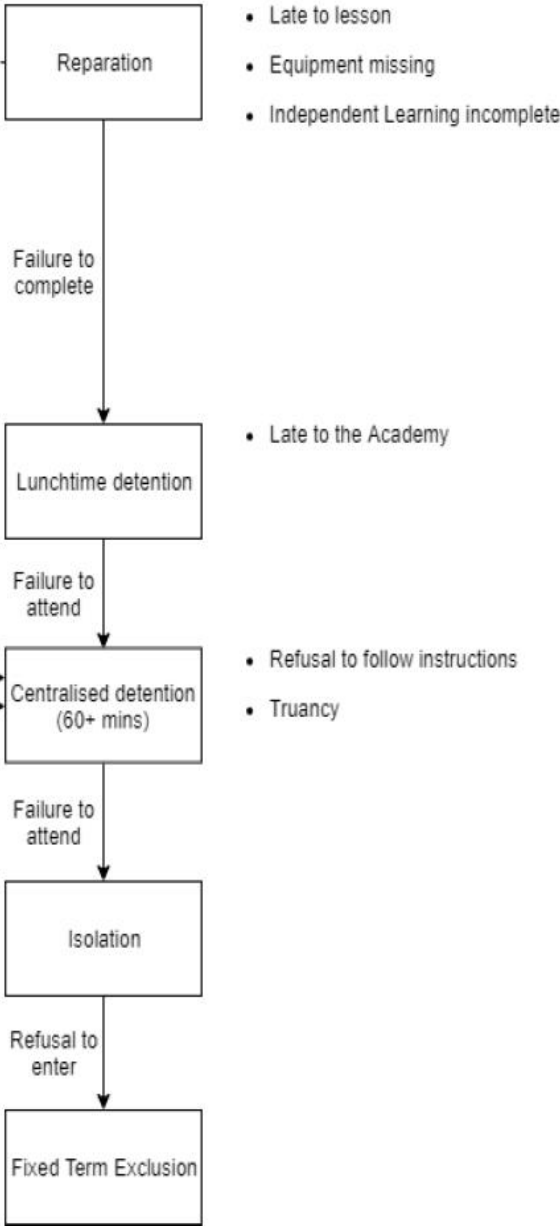 Reparation
• Late to lesson
• Equipment missing
• Independent Learning incomplete
Failure to
complete
Lunchtime detention
• Late to the Academy
Failure to
attend
Centralised detention
(60+ mins)
• Refusal to follow instructions
• Truancy
Failure to
attend
Isolation
Refusal to
enter
Fixed Term Exclusion